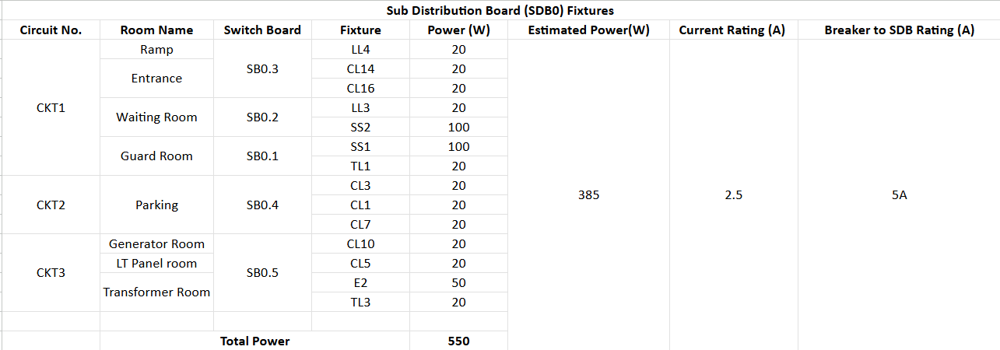 Sub Distribution Board (SDB0) Fixtures
Circuit No. Room Name Switch Board Fixture Power (W) Estimated Power(W) Current Rating (A) Breaker to SDB Rating (A)
Ramp LL4 20
SB0.3 CL14 20
Entrance
CL16 20
CKT1 LL3 20
Waiting Room SB0.2
SS2 100
SS1 100
Guard Room SB0.1
TL1 20
CL3 20
385 2.5 5A
CKT2 Parking SB0.4 CL1 20
CL7 20
Generator Room CL10 20
LT Panel room CL5 20
CKT3 SB0.5
E2 50
Transformer Room
TL3 20
Total Power 550